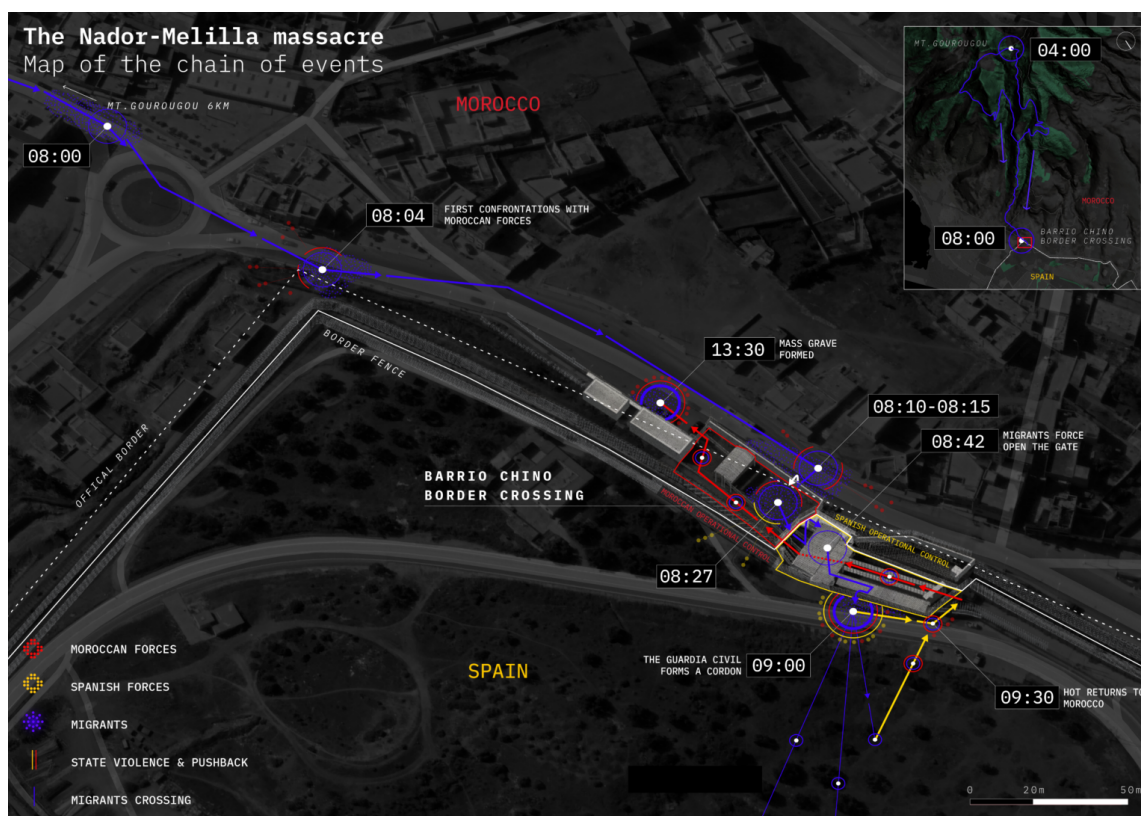 The Nador-Melilla massacre
Map of the chain of events
MT.GOUROUGOU 6KM
08:00
MOROCCO
MT.GOUROUGOU
04:00
MOROCCO
08:00
BARRIO CHINO
BORDER CROSSING
SPAIN
08:04
FIRST CONFRONTATIONS WITH
MOROCCAN FORCES
BORDER FENCE
OFFICAL BORDER
13:30
MASS GRAVE
FORMED
08:10-08:15
08:42
MIGRANTS FORCE
OPEN THE GATE
BARRIO CHINO
BORDER CROSSING
MOROCCAN OPERATIONAL CONTROL
SPANISH OPERATIONAL CONTROL
08:27
THE GUARDIA CIVIL
FORMS A CORDON
09:00
SPAIN
09:30
HOT RETURNS TO
MOROCCO
MOROCCAN FORCES
SPANISH FORCES
MIGRANTS
STATE VIOLENCE & PUSHBACK
MIGRANTS CROSSING
0 20m 50m